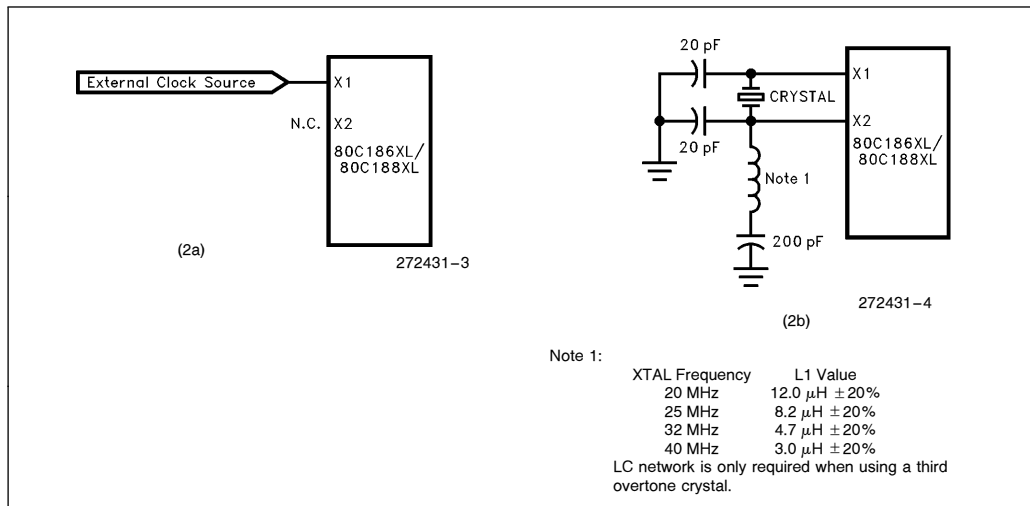 External Clock Source
X1
N.C.
X2
80C186XL/
80C188XL
(2a)
272431-3
20 pF
X1
CRYSTAL
X2
20 pF
80C186XL/
80C188XL
Note 1
200 pF
272431-4
(2b)
Note 1:
XTAL Frequency L1 Value
20 MHz 12.0 μH ±20%
25 MHz 8.2 μH ±20%
32 MHz 4.7 μH ±20%
40 MHz 3.0 μH ±20%
LC network is only required when using a third
overtone crystal.